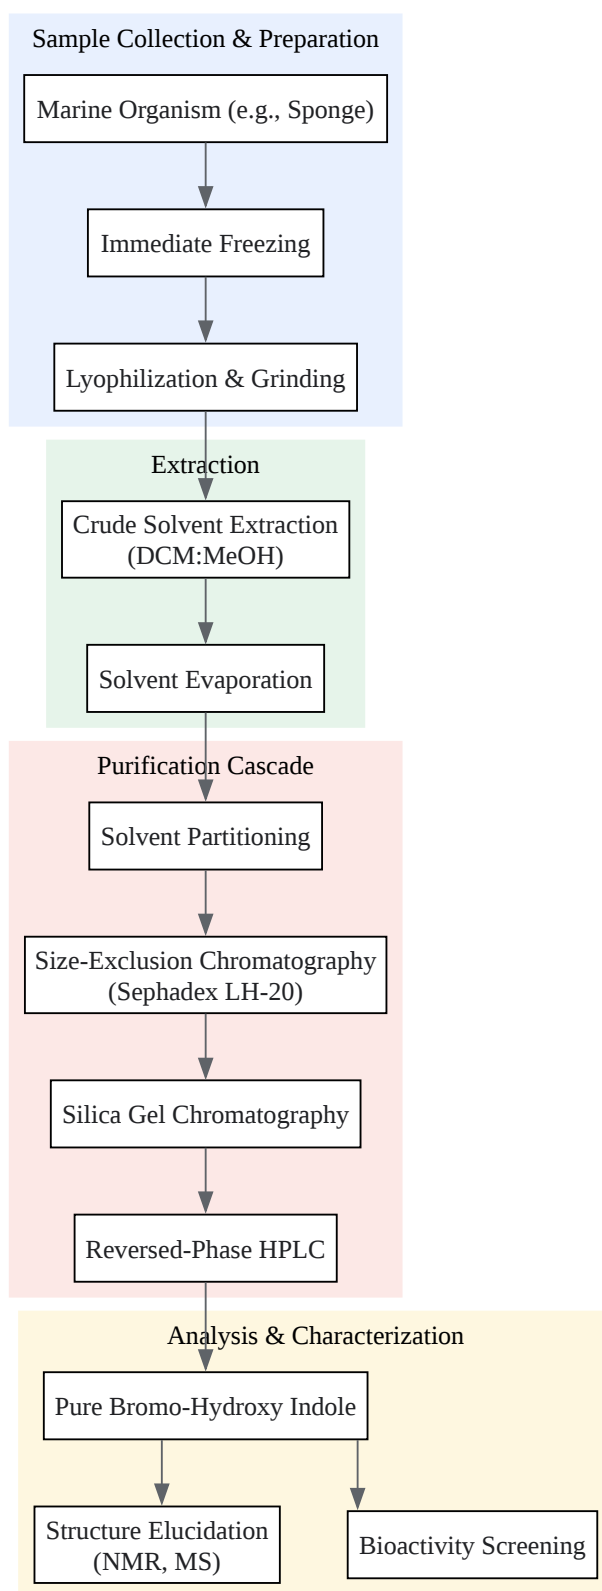 Sample Collection & Preparation
Marine Organism (e.g., Sponge)
Immediate Freezing
Lyophilization & Grinding
Extraction
Crude Solvent Extraction
(DCM:MeOH)
Solvent Evaporation
Purification Cascade
Solvent Partitioning
Size-Exclusion Chromatography
(Sephadex LH-20)
Silica Gel Chromatography
Reversed-Phase HPLC
Analysis & Characterization
Pure Bromo-Hydroxy Indole
Structure Elucidation
(NMR, MS)
Bioactivity Screening